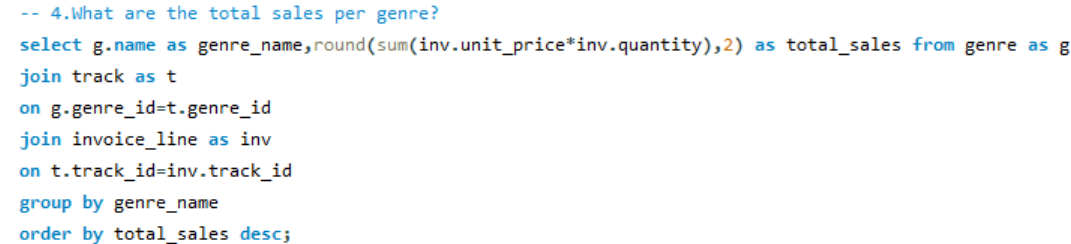 -- 4.What are the total sales per genre?
select g.name as genre_name,round(sum(inv.unit_price*inv.quantity),2) as total_sales from genre as g
join track as t
on g.genre_id=t.genre_id
join invoice_line as inv
on t.track_id=inv.track_id
group by genre_name
order by total_sales desc;